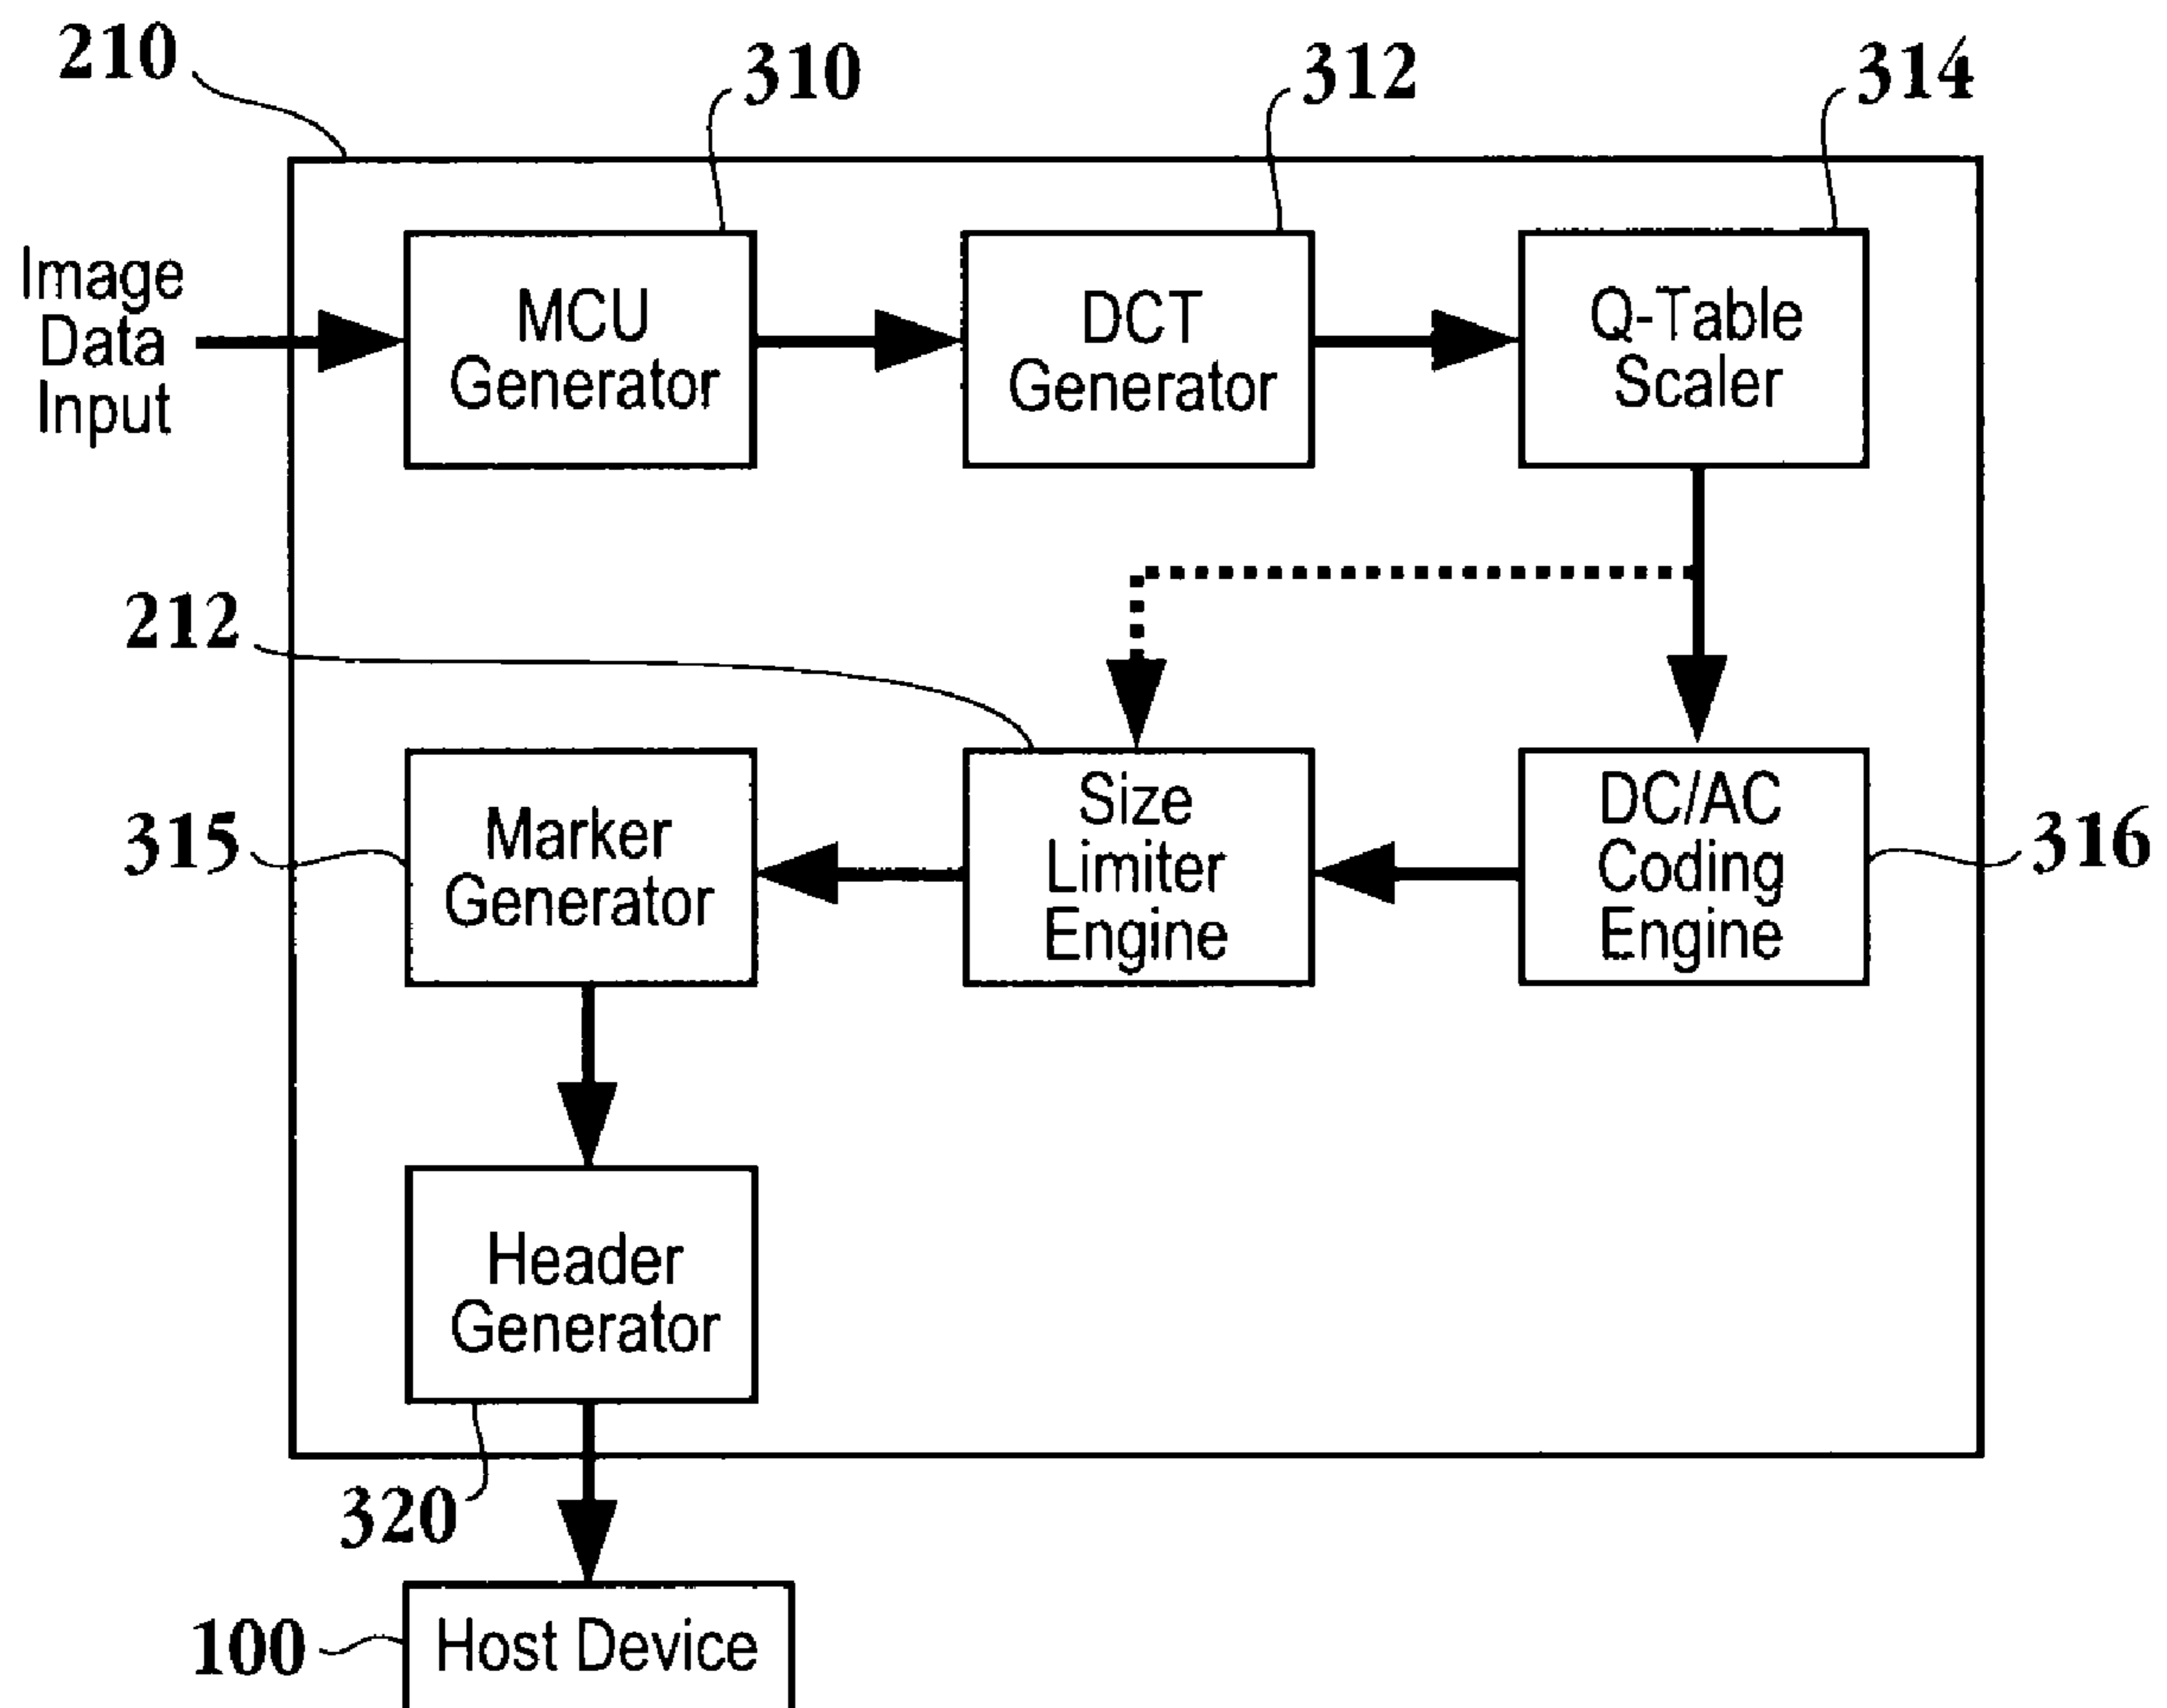 210
310
312
314
Image
Data
Input
MCU
Generator
DCT
Generator
Q-Table
Scaler
212
315
Marker
Generator
Size
Limiter
Engine
DC/AC
Coding
Engine
316
Header
Generator
320
100
Host Device